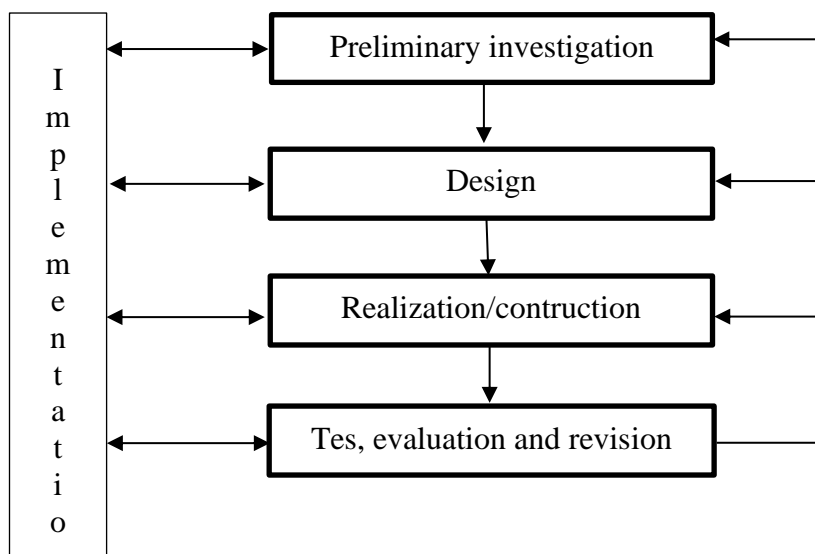 I
m
p
l
e
m
e
n
t
a
t
i
o
Preliminary investigation
Design
Realization/contruction
Tes, evaluation and revision